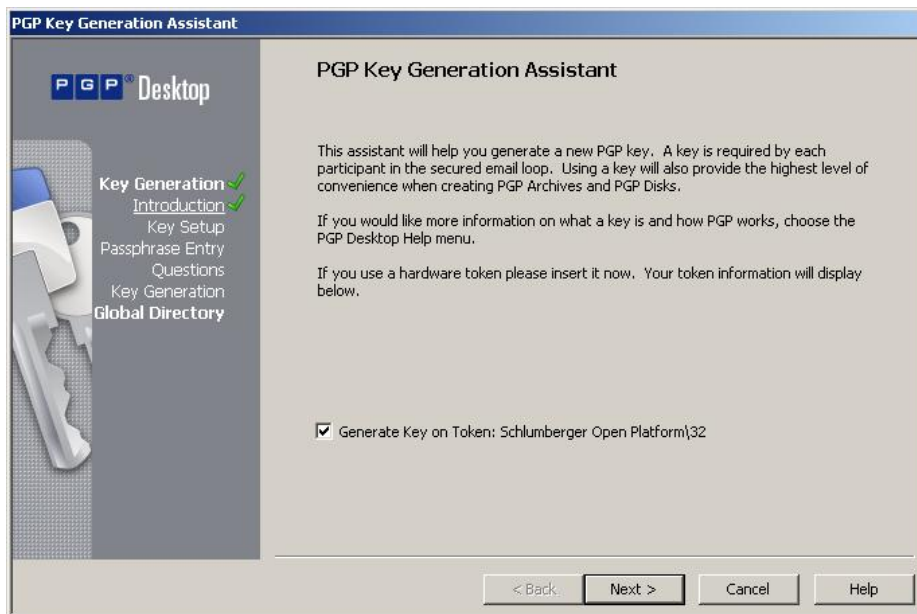 PGP Key Generation Assistant
PGP® Desktop
Key Generation
Introduction
Key Setup
Passphrase Entry
Questions
Key Generation
Global Directory
PGP Key Generation Assistant
This assistant will help you generate a new PGP key. A key is required by each
participant in the secured email loop. Using a key will also provide the highest level of
convenience when creating PGP Archives and PGP Disks.
If you would like more information on what a key is and how PGP works, choose the
PGP Desktop Help menu.
If you use a hardware token please insert it now. Your token information will display
below.
Generate Key on Token: Schlumberger Open Platform\32
< Back
Next >
Cancel
Help